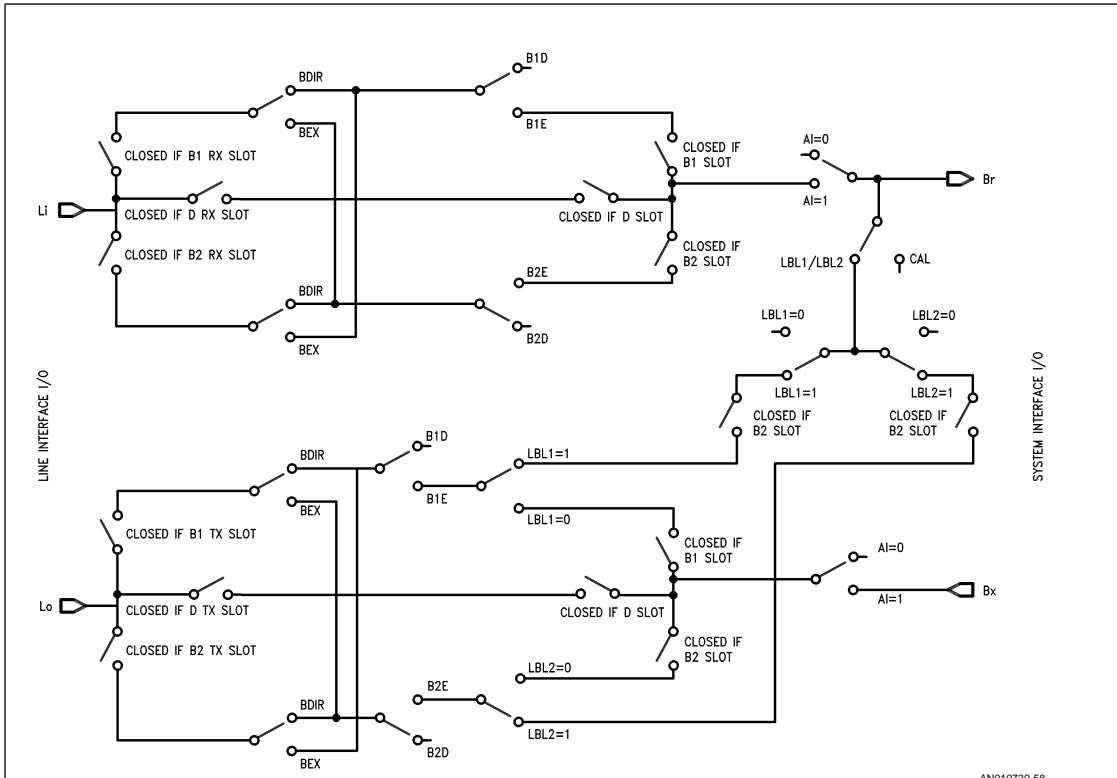 B1D
BDIR
BEX
B1E
CLOSED IF B1 RX SLOT
CLOSED IF
B1 SLOT
AI=0
Br
Li
CLOSED IF D RX SLOT
CLOSED IF D SLOT
AI=1
CLOSED IF B2 RX SLOT
CLOSED IF
B2 SLOT
LBL1/LBL2
CAL
B2E
BDIR
BEX
B2D
LBL1=0
LBL2=0
LBL1=1
LBL2=1
CLOSED IF
B2 SLOT
CLOSED IF
B2 SLOT
LINE INTERFACE I/O
SYSTEM INTERFACE I/O
B1D
BDIR
LBL1=1
BEX
B1E
LBL1=0
CLOSED IF B1 TX SLOT
CLOSED IF
B1 SLOT
AI=0
Lo
CLOSED IF D TX SLOT
CLOSED IF D SLOT
AI=1
Bx
CLOSED IF B2 TX SLOT
CLOSED IF
B2 SLOT
LBL2=0
B2E
BDIR
LBL2=1
BEX
B2D
AN010730-58